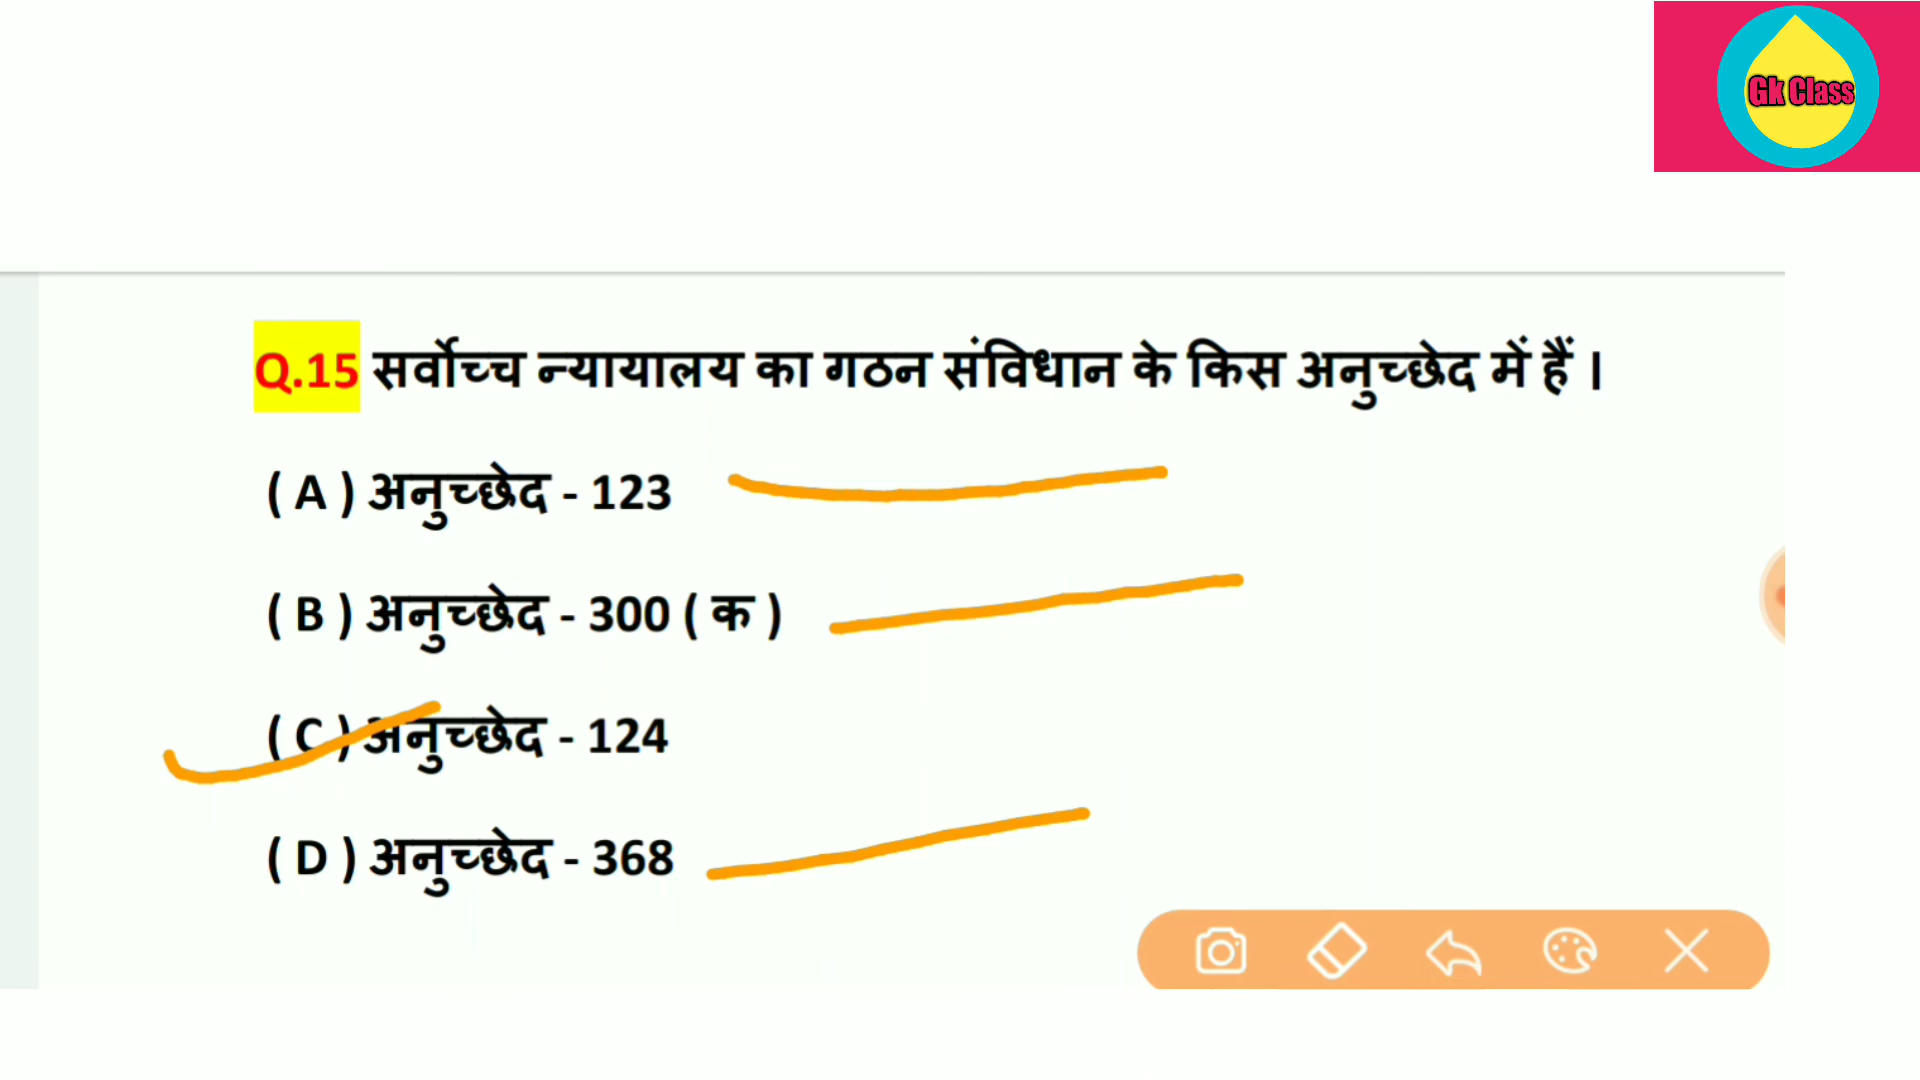 Gk Class
Q.15 सर्वोच्च न्यायालय का गठन संविधान के किस अनुच्छेद में हैं ।
( A ) अनुच्छेद - 123
( B ) अनुच्छेद - 300 ( क )
( C ) अनुच्छेद - 124
( D ) अनुच्छेद - 368